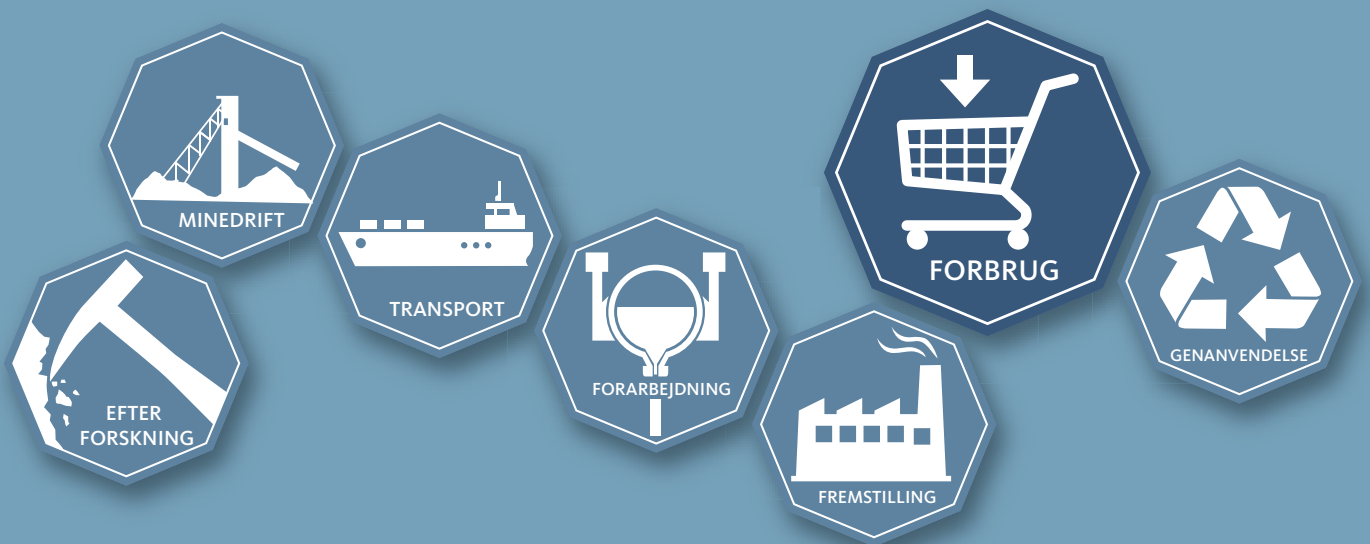 EFTER
FORSKNING
MINEDRIFT
TRANSPORT
FORARBEJDNING
FREMSTILLING
FORBRUG
GENANVENDELSE